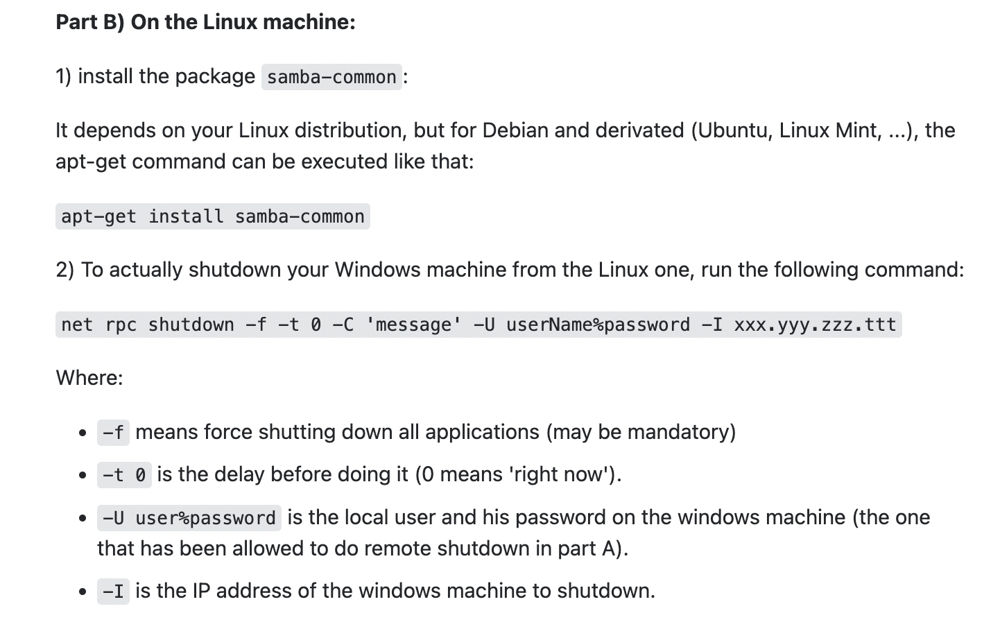 Part B) On the Linux machine:
1) install the package samba-common:
It depends on your Linux distribution, but for Debian and derivated (Ubuntu, Linux Mint, ...), the
apt-get command can be executed like that:
apt-get install samba-common
2) To actually shutdown your Windows machine from the Linux one, run the following command:
net rpc shutdown -f -t 0 -C 'message' -U userName%password -I xxx.yyy.zzz.ttt
Where:
• -f means force shutting down all applications (may be mandatory)
• -t 0 is the delay before doing it (0 means 'right now').
• -U user%password is the local user and his password on the windows machine (the one
that has been allowed to do remote shutdown in part A).
• -I is the IP address of the windows machine to shutdown.